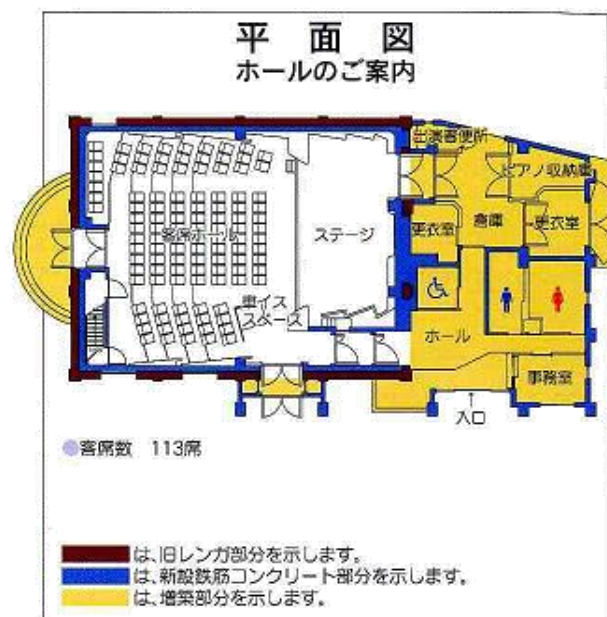 平面図
ホールのご案内
出演者便所
ピアノ収納庫
客席ホール
ステージ
更衣室
倉庫
更衣室
車イス
スペース
ホール
事務室
入口
客席数 113席
は、旧レンガ部分を示します。
は、新設鉄筋コンクリート部分を示します。
は、増築部分を示します。